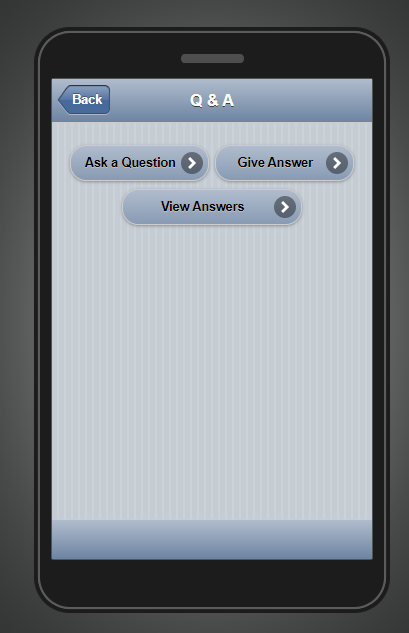 Back
Q & A
Ask a Question
Give Answer
View Answers